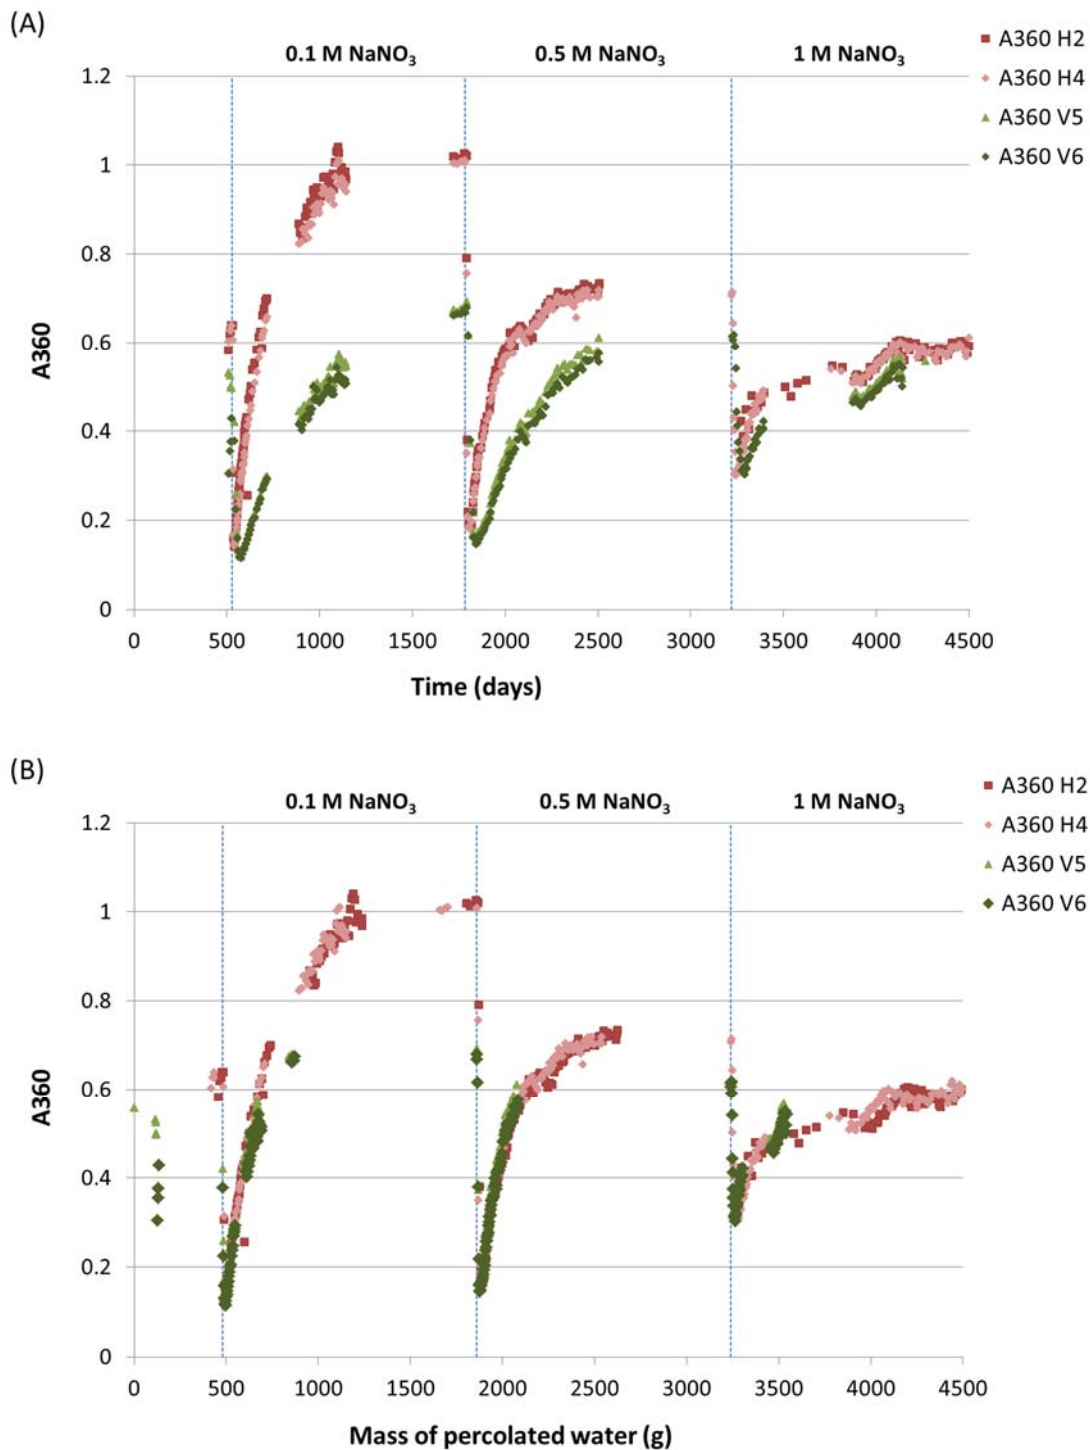 (A)
0.1 M NaNO₃ 0.5 M NaNO₃ 1 M NaNO₃
A360 H2
A360 H4
A360 V5
A360 V6
1.2
1
0.8
0.6
0.4
0.2
0
A360
0 500 1000 1500 2000 2500 3000 3500 4000 4500
Time (days)
(B)
0.1 M NaNO₃ 0.5 M NaNO₃ 1 M NaNO₃
A360 H2
A360 H4
A360 V5
A360 V6
1.2
1
0.8
0.6
0.4
0.2
0
A360
0 500 1000 1500 2000 2500 3000 3500 4000 4500
Mass of percolated water (g)